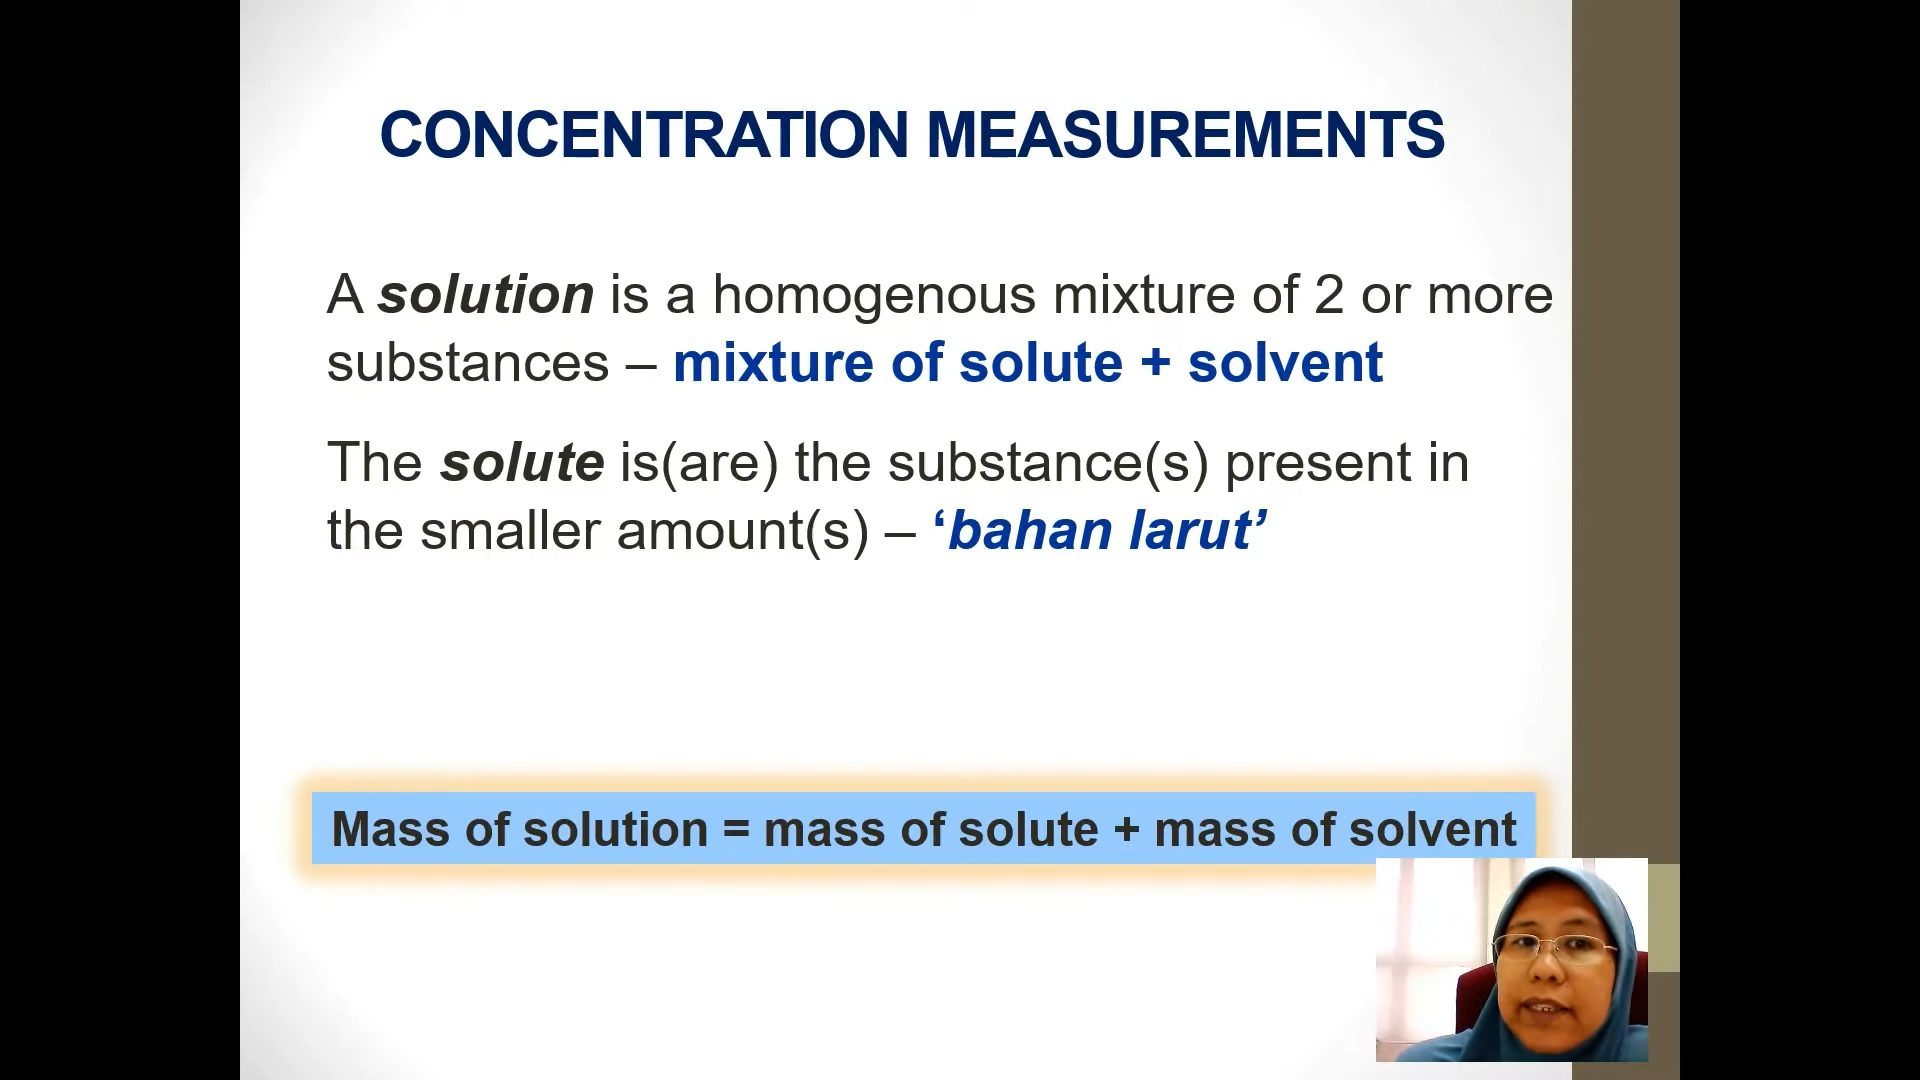 CONCENTRATION MEASUREMENTS
A solution is a homogenous mixture of 2 or more
substances – mixture of solute + solvent
The solute is(are) the substance(s) present in
the smaller amount(s) – ‘bahan larut’
Mass of solution = mass of solute + mass of solvent